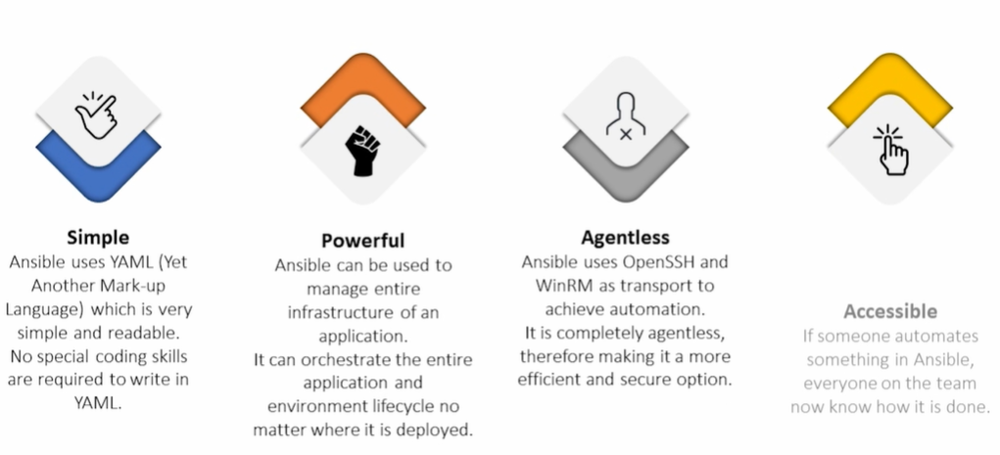 Simple
Ansible uses YAML (Yet
Another Mark-up
Language) which is very
simple and readable.
No special coding skills
are required to write in
YAML.
Powerful
Ansible can be used to
manage entire
infrastructure of an
application.
It can orchestrate the entire
application and
environment lifecycle no
matter where it is deployed.
Agentless
Ansible uses OpenSSH and
WinRM as transport to
achieve automation.
It is completely agentless,
therefore making it a more
efficient and secure option.
Accessible
If someone automates
something in Ansible,
everyone on the team
now know how it is done.